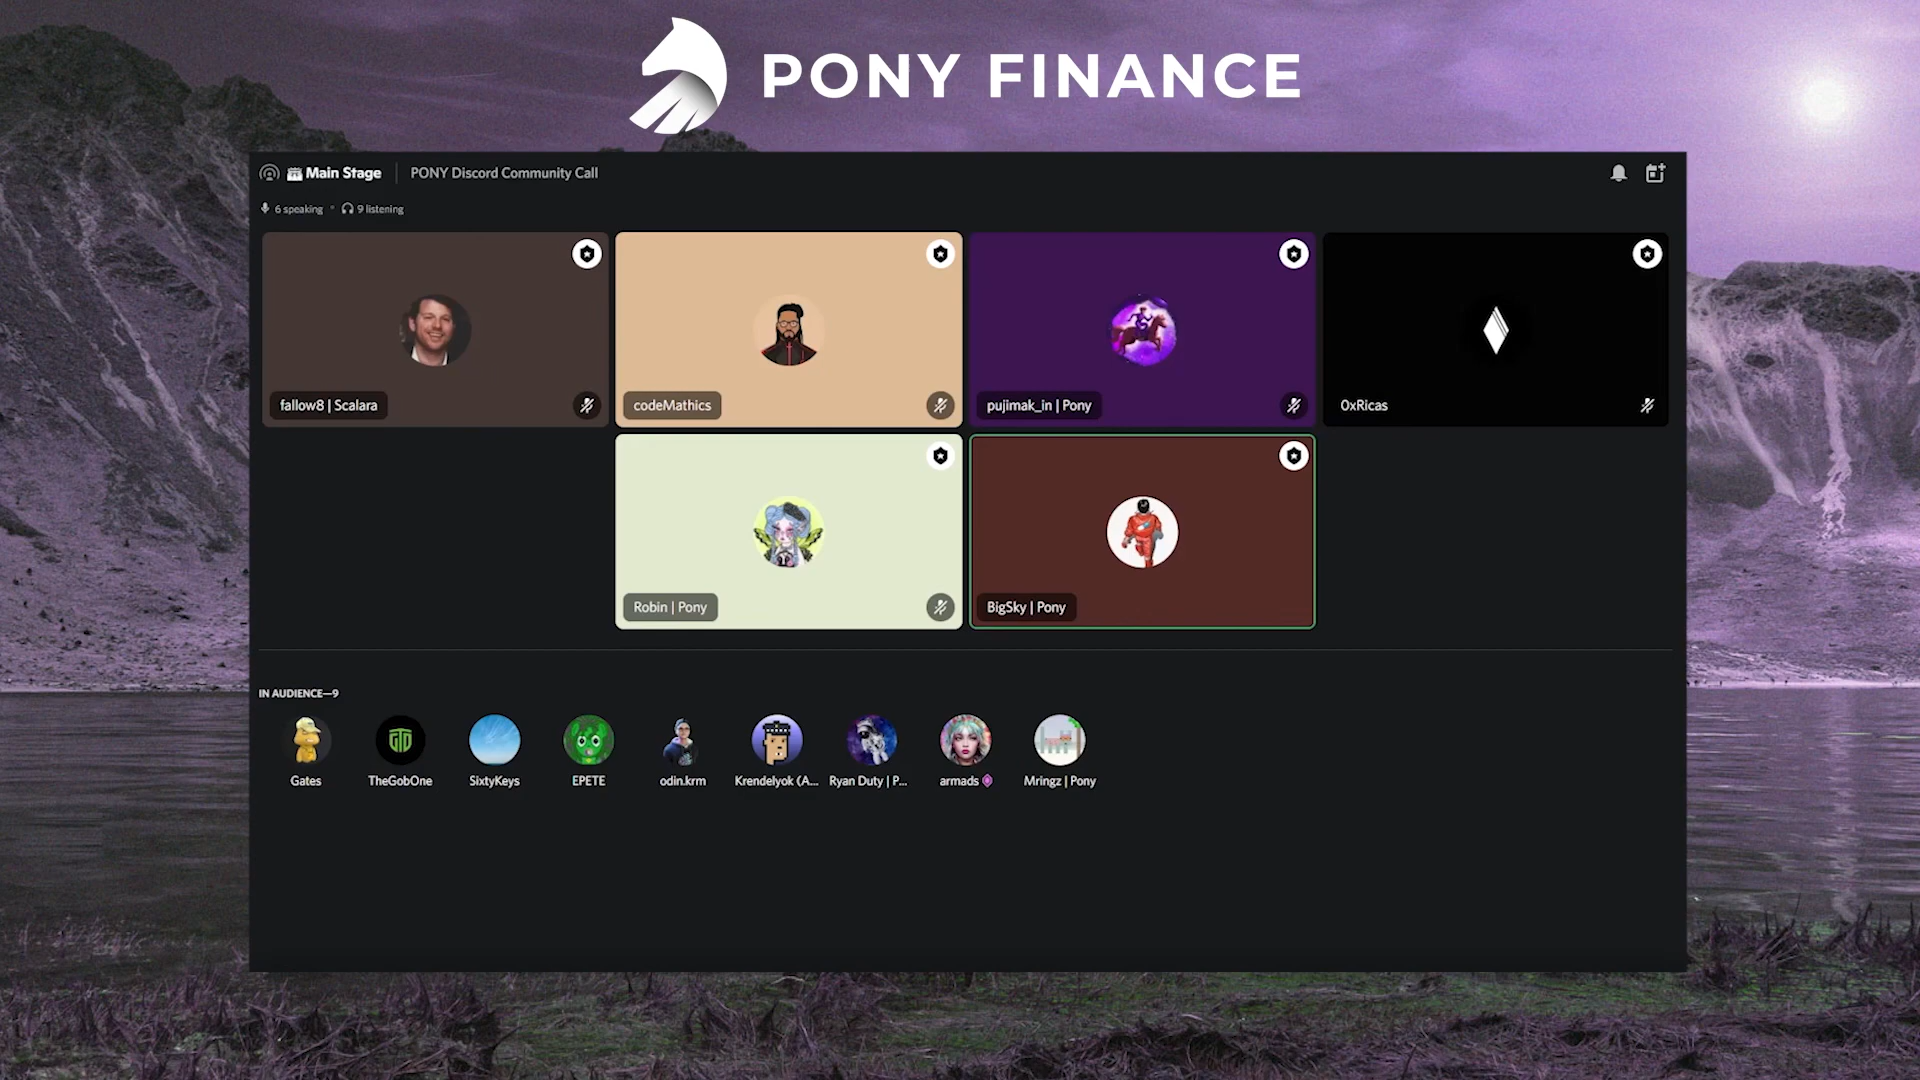 PONY FINANCE
Main Stage
PONY Discord Community Call
6 speaking
9 listening
fallow8 | Scalara
codeMathics
pujimak_in | Pony
0xRicas
Robin | Pony
BigSky | Pony
IN AUDIENCE—9
Gates
TheGobOne
SixtyKeys
EPETE
odin.krm
Krendelyok (A...
Ryan Duty | P...
armads
Mringz | Pony